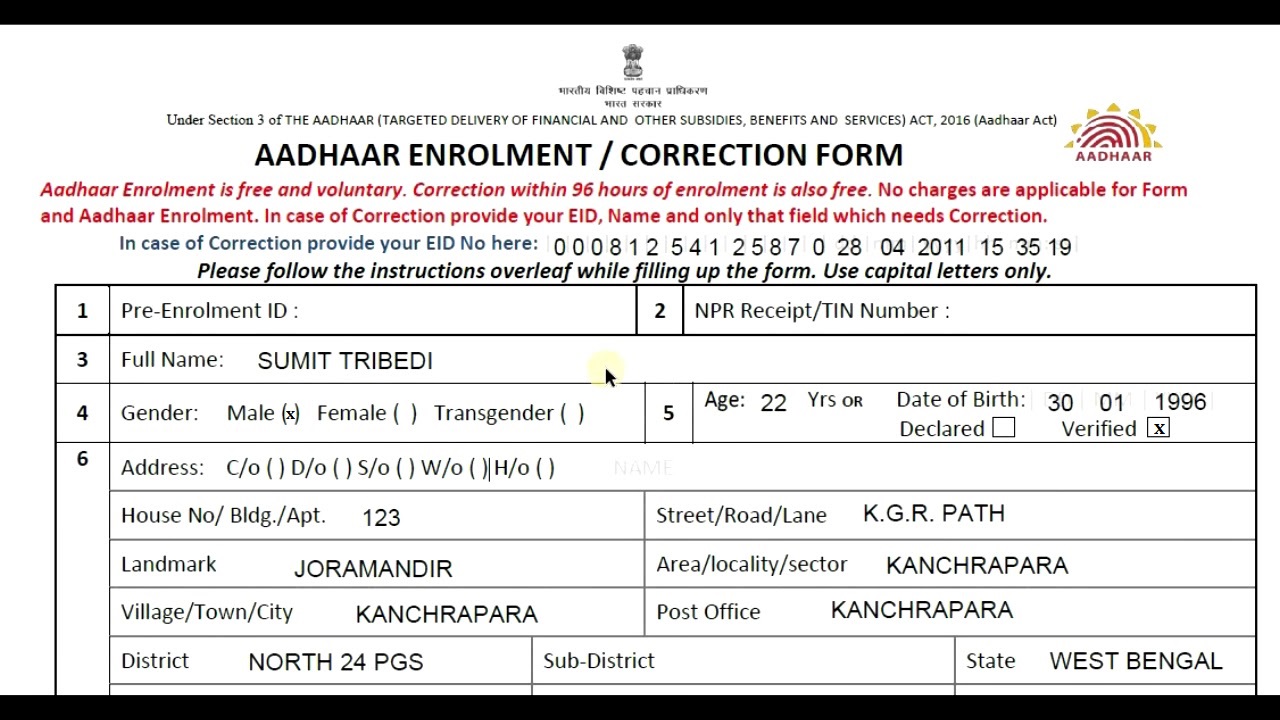 भारतीय विशिष्ट पहचान प्राधिकरण
भारत सरकार
Under Section 3 of THE AADHAAR (TARGETED DELIVERY OF FINANCIAL AND OTHER SUBSIDIES, BENEFITS AND SERVICES) ACT, 2016 (Aadhaar Act)
AADHAAR
AADHAAR ENROLMENT / CORRECTION FORM
Aadhaar Enrolment is free and voluntary. Correction within 96 hours of enrolment is also free. No charges are applicable for Form
and Aadhaar Enrolment. In case of Correction provide your EID, Name and only that field which needs Correction.
In case of Correction provide your EID No here: 0 0 0 8 1 2 5 4 1 2 5 8 7 0 28 04 2011 15 35 19
Please follow the instructions overleaf while filling up the form. Use capital letters only.
1 Pre-Enrolment ID : 2 NPR Receipt/TIN Number :
3 Full Name: SUMIT TRIBEDI
4 Gender: Male (x) Female ( ) Transgender ( ) 5 Age: 22 Yrs OR Date of Birth: 30 01 1996
Declared Verified x
6 Address: C/o ( ) D/o ( ) S/o ( ) W/o ( ) H/o ( ) NAME
House No/ Bldg./Apt. 123 Street/Road/Lane K.G.R. PATH
Landmark JORAMANDIR Area/locality/sector KANCHRAPARA
Village/Town/City KANCHRAPARA Post Office KANCHRAPARA
District NORTH 24 PGS Sub-District State WEST BENGAL